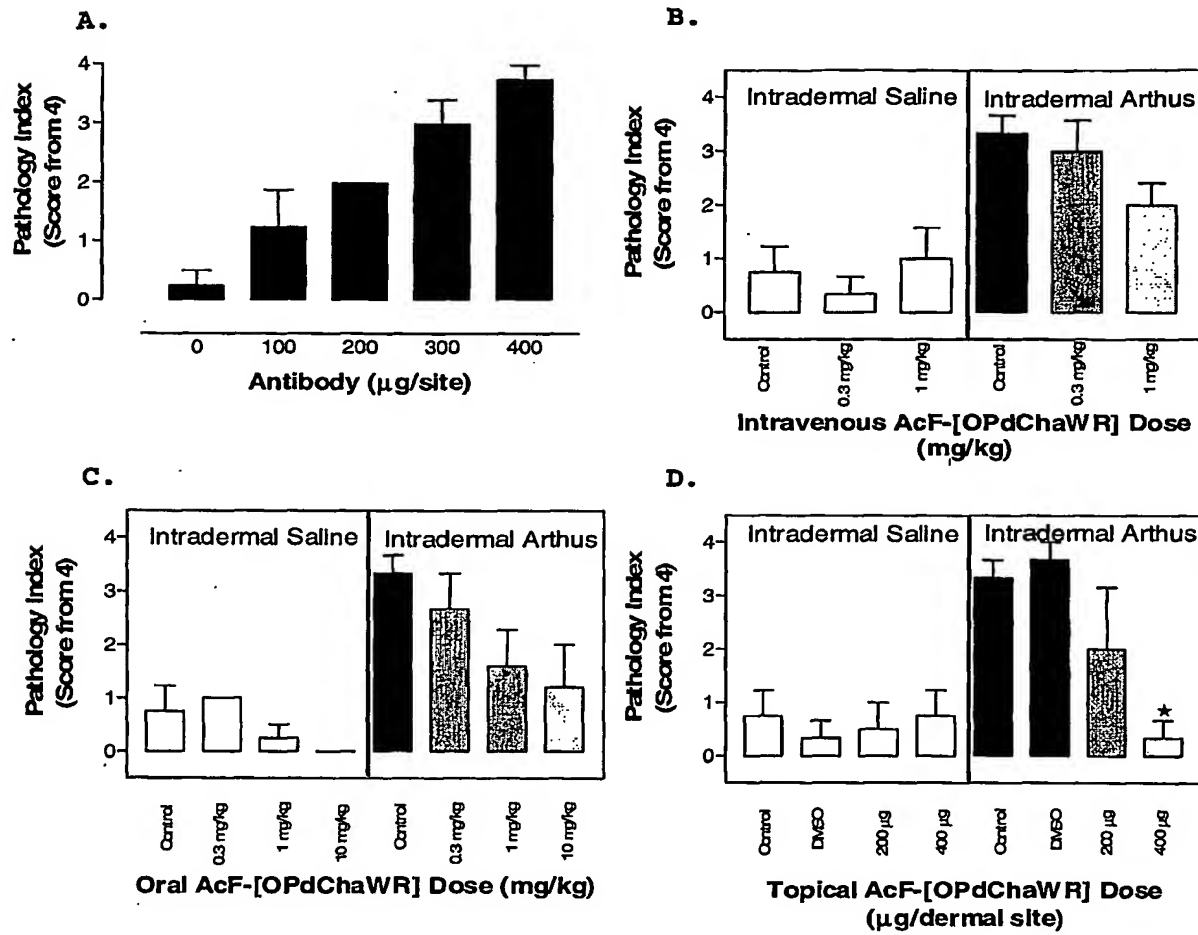 A.
Pathology Index
(Score from 4)
4
3
2
1
0
0 100 200 300 400
Antibody (μg/site)
B.
Pathology Index
(Score from 4)
4
3
2
1
0
Intradermal Saline
Intradermal Arthus
Control
0.3 mg/kg
1 mg/kg
Control
0.3 mg/kg
1 mg/kg
Intravenous AcF-[OPdChaWR] Dose
(mg/kg)
C.
Pathology Index
(Score from 4)
4
3
2
1
0
Intradermal Saline
Intradermal Arthus
Control
0.3 mg/kg
1 mg/kg
10 mg/kg
Control
0.3 mg/kg
1 mg/kg
10 mg/kg
Oral AcF-[OPdChaWR] Dose (mg/kg)
D.
Pathology Index
(Score from 4)
4
3
2
1
0
Intradermal Saline
Intradermal Arthus
★
Control
DMSO
200 μg
400 μg
Control
DMSO
200 μg
400 μg
Topical AcF-[OPdChaWR] Dose
(μg/dermal site)